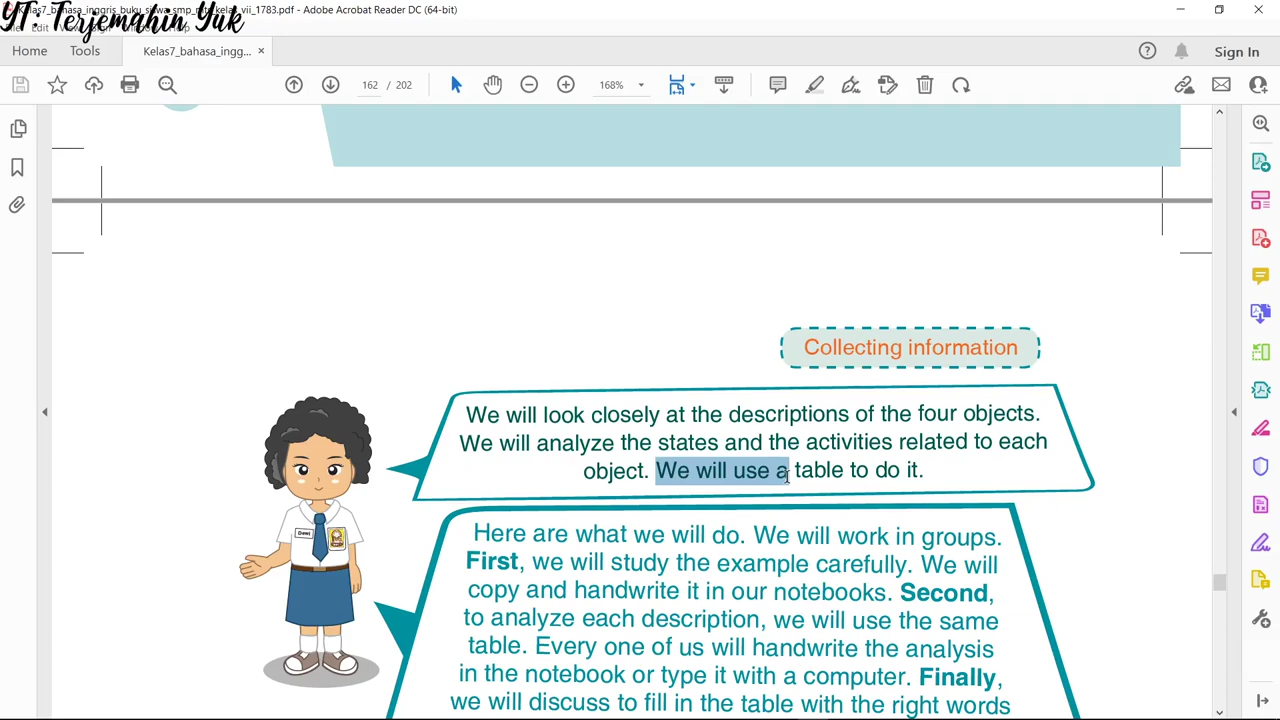 Kelas7_bahasa_inggris_buku_siswa_smp_mts_kelas_vii_1783.pdf - Adobe Acrobat Reader DC (64-bit)
YT: Terjemahin Yuk
Home Tools Kelas7_bahasa_ingg... × Sign In
162 / 202 168%
Collecting information
We will look closely at the descriptions of the four objects.
We will analyze the states and the activities related to each
object. We will use a table to do it.
Here are what we will do. We will work in groups.
First, we will study the example carefully. We will
copy and handwrite it in our notebooks. Second,
to analyze each description, we will use the same
table. Every one of us will handwrite the analysis
in the notebook or type it with a computer. Finally,
we will discuss to fill in the table with the right words